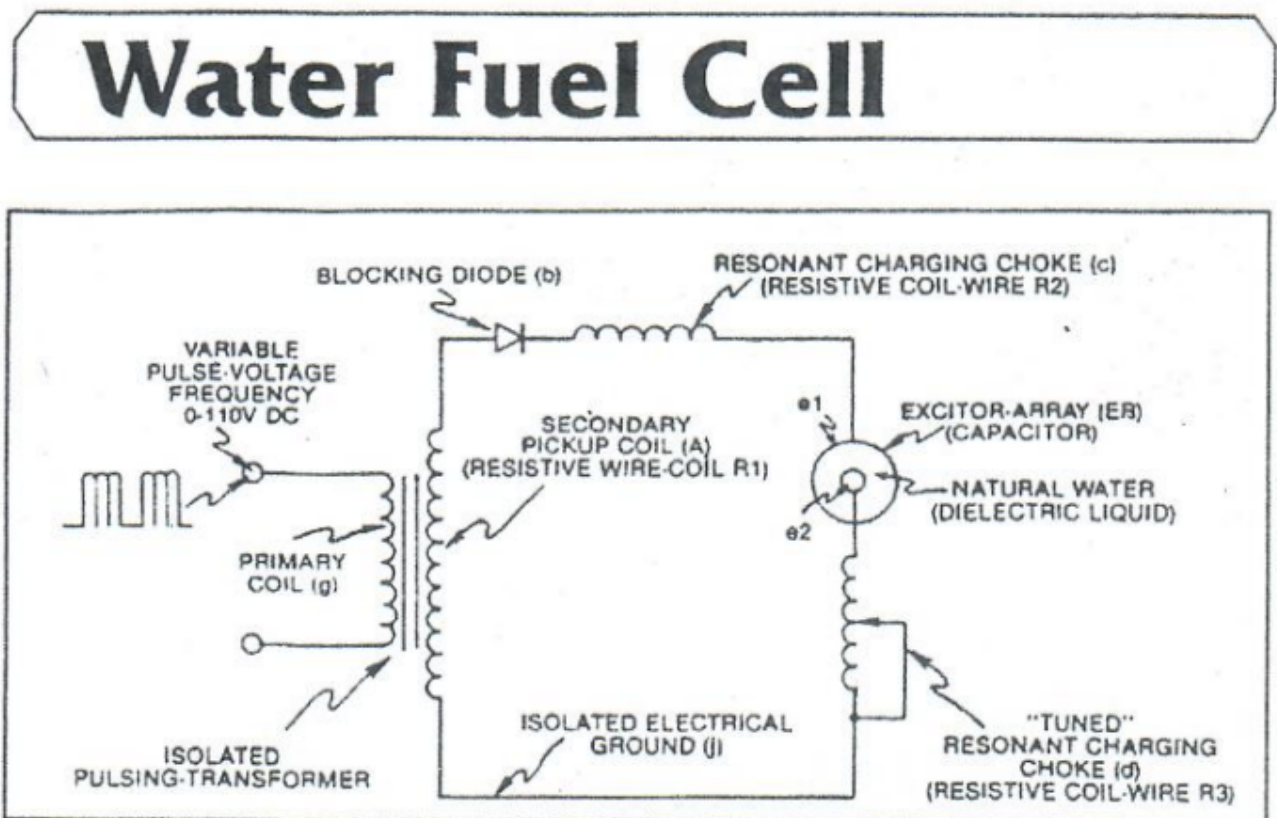 Water Fuel Cell
BLOCKING DIODE (b)
RESONANT CHARGING CHOKE (c)
(RESISTIVE COIL-WIRE R2)
VARIABLE
PULSE-VOLTAGE
FREQUENCY
0-110V DC
SECONDARY
PICKUP COIL (A)
(RESISTIVE WIRE-COIL R1)
e1
EXCITOR-ARRAY (ER)
(CAPACITOR)
NATURAL WATER
(DIELECTRIC LIQUID)
e2
PRIMARY
COIL (g)
ISOLATED ELECTRICAL
GROUND (j)
ISOLATED
PULSING-TRANSFORMER
"TUNED"
RESONANT CHARGING
CHOKE (d)
(RESISTIVE COIL-WIRE R3)